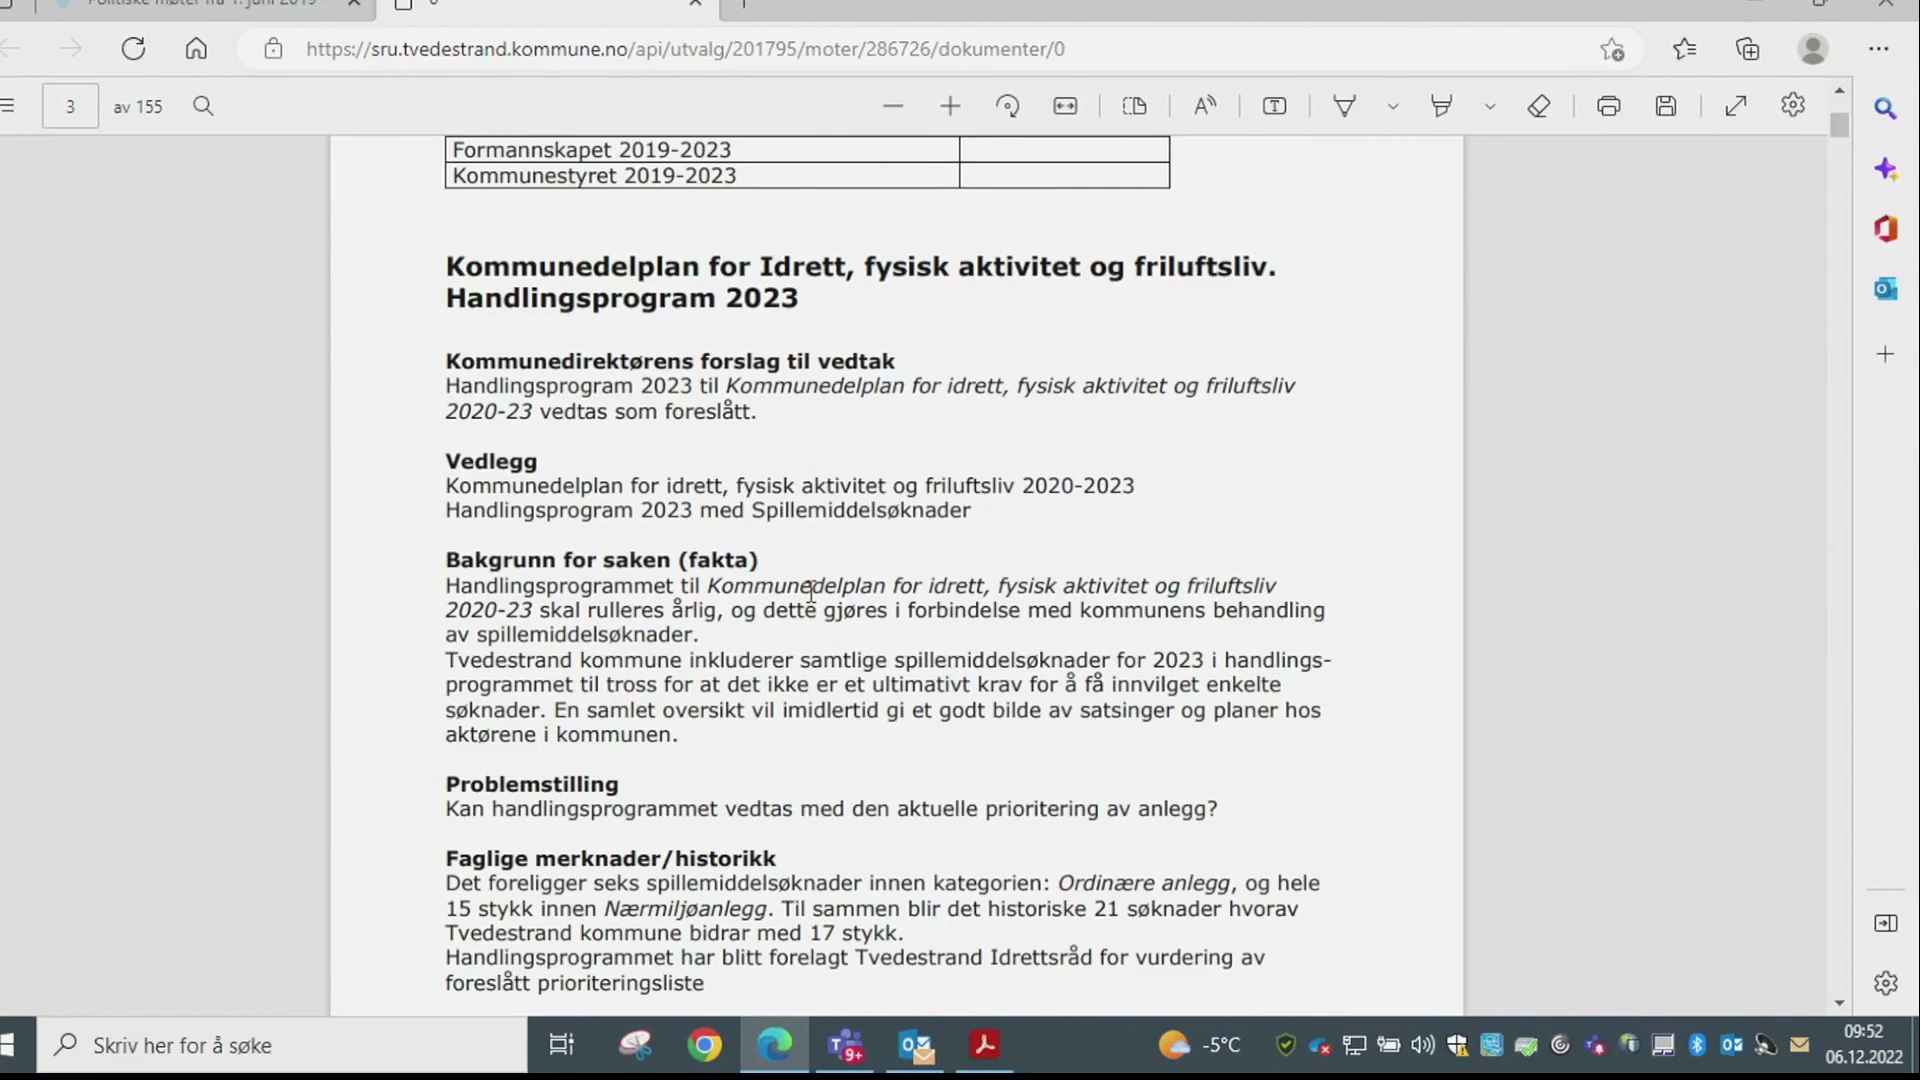 Politiske møter fra 1. juni 2019
https://sru.tvedestrand.kommune.no/api/utvalg/201795/moter/286726/dokumenter/0
3 av 155
Formannskapet 2019-2023
Kommunestyret 2019-2023
Kommunedelplan for Idrett, fysisk aktivitet og friluftsliv.
Handlingsprogram 2023
Kommunedirektørens forslag til vedtak
Handlingsprogram 2023 til Kommunedelplan for idrett, fysisk aktivitet og friluftsliv
2020-23 vedtas som foreslått.
Vedlegg
Kommunedelplan for idrett, fysisk aktivitet og friluftsliv 2020-2023
Handlingsprogram 2023 med Spillemiddelsøknader
Bakgrunn for saken (fakta)
Handlingsprogrammet til Kommunedelplan for idrett, fysisk aktivitet og friluftsliv
2020-23 skal rulleres årlig, og dette gjøres i forbindelse med kommunens behandling
av spillemiddelsøknader.
Tvedestrand kommune inkluderer samtlige spillemiddelsøknader for 2023 i handlings-
programmet til tross for at det ikke er et ultimativt krav for å få innvilget enkelte
søknader. En samlet oversikt vil imidlertid gi et godt bilde av satsinger og planer hos
aktørene i kommunen.
Problemstilling
Kan handlingsprogrammet vedtas med den aktuelle prioritering av anlegg?
Faglige merknader/historikk
Det foreligger seks spillemiddelsøknader innen kategorien: Ordinære anlegg, og hele
15 stykk innen Nærmiljøanlegg. Til sammen blir det historiske 21 søknader hvorav
Tvedestrand kommune bidrar med 17 stykk.
Handlingsprogrammet har blitt forelagt Tvedestrand Idrettsråd for vurdering av
foreslått prioriteringsliste
Skriv her for å søke
9+
-5°C
09:52
06.12.2022